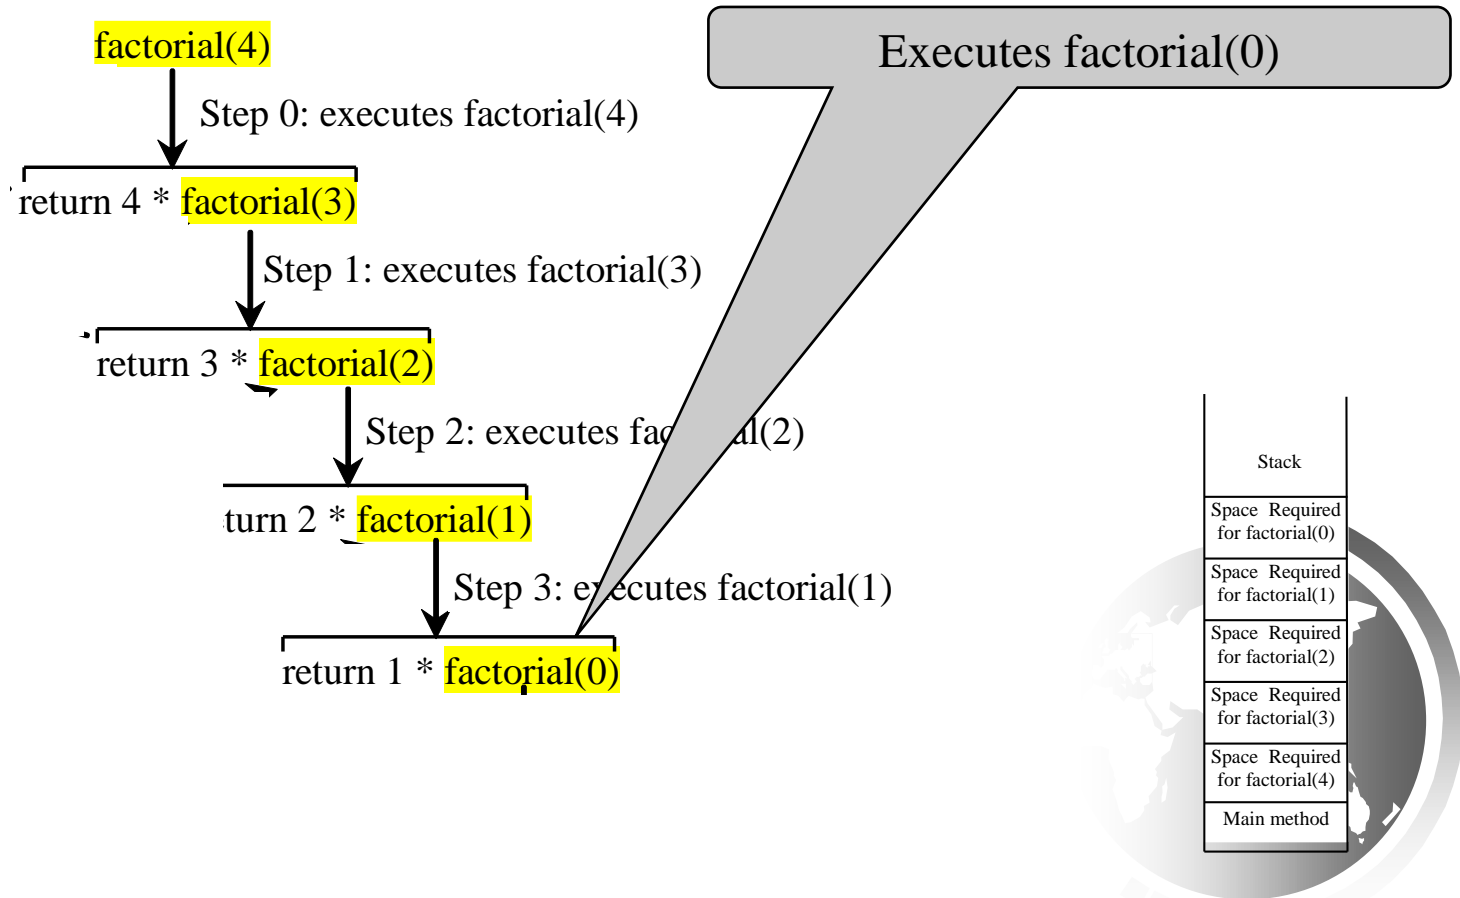 factorial(4)
Executes factorial(0)
Step 0: executes factorial(4)
return 4 * factorial(3)
Step 1: executes factorial(3)
return 3 * factorial(2)
Step 2: executes fac al(2)
turn 2 * factorial(1)
Step 3: executes factorial(1)
return 1 * factorial(0)
Stack
Space Required
for factorial(0)
Space Required
for factorial(1)
Space Required
for factorial(2)
Space Required
for factorial(3)
Space Required
for factorial(4)
Main method